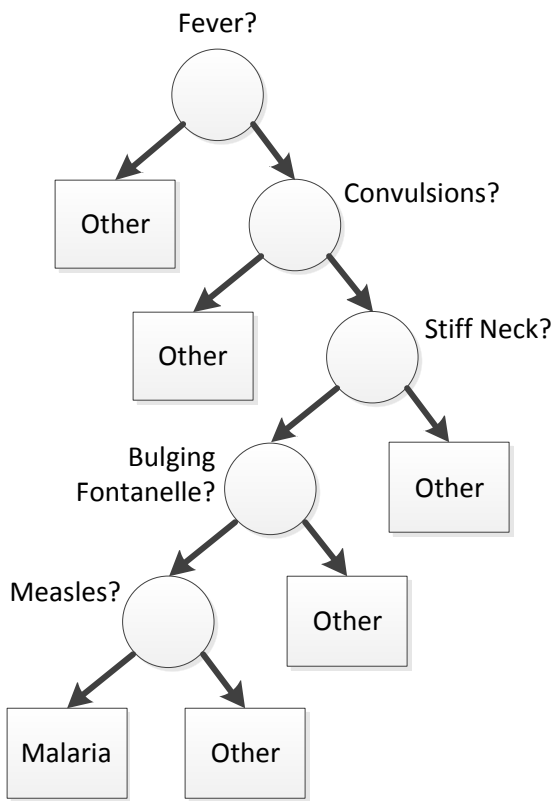 Fever?
Other
Convulsions?
Other
Stiff Neck?
Bulging
Fontanelle?
Other
Measles?
Other
Malaria
Other